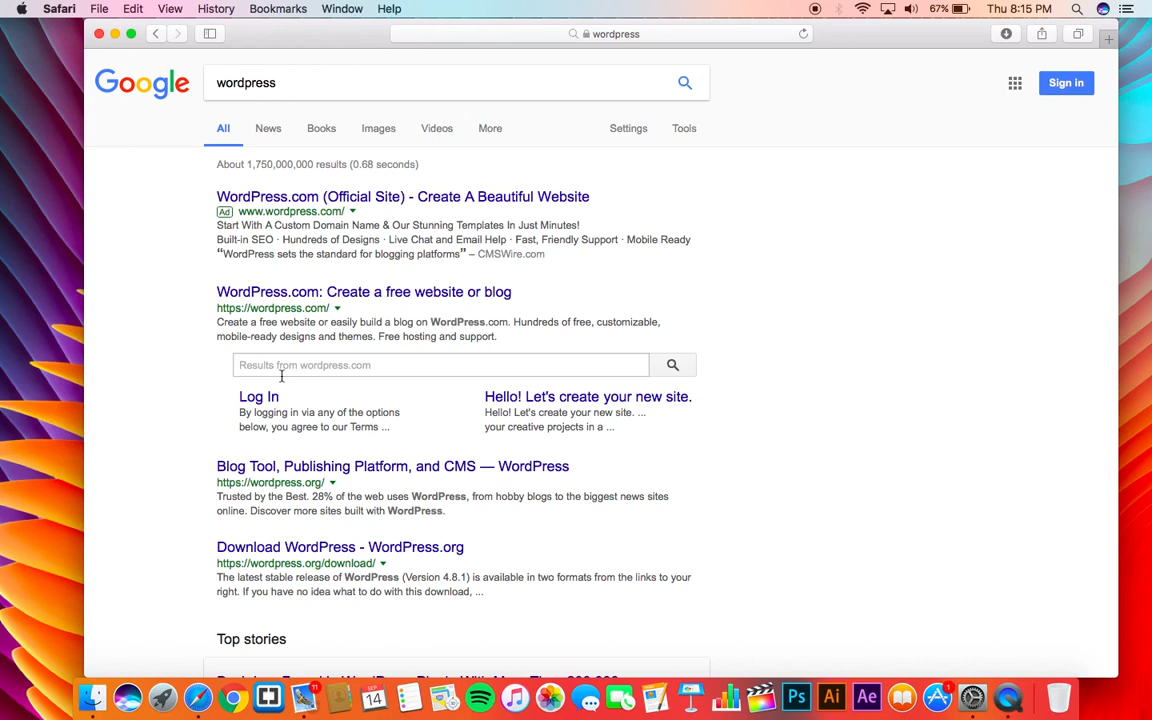 Safari File Edit View History Bookmarks Window Help 67% Thu 8:15 PM
wordpress
Google wordpress Sign in
All News Books Images Videos More Settings Tools
About 1,750,000,000 results (0.68 seconds)
WordPress.com (Official Site) - Create A Beautiful Website
Ad www.wordpress.com/
Start With A Custom Domain Name & Our Stunning Templates In Just Minutes!
Built-in SEO · Hundreds of Designs · Live Chat and Email Help · Fast, Friendly Support · Mobile Ready
“WordPress sets the standard for blogging platforms” – CMSWire.com
WordPress.com: Create a free website or blog
https://wordpress.com/
Create a free website or easily build a blog on WordPress.com. Hundreds of free, customizable,
mobile-ready designs and themes. Free hosting and support.
Results from wordpress.com
Log In Hello! Let's create your new site.
By logging in via any of the options Hello! Let's create your new site. ...
below, you agree to our Terms ... your creative projects in a ...
Blog Tool, Publishing Platform, and CMS — WordPress
https://wordpress.org/
Trusted by the Best. 28% of the web uses WordPress, from hobby blogs to the biggest news sites
online. Discover more sites built with WordPress.
Download WordPress - WordPress.org
https://wordpress.org/download/
The latest stable release of WordPress (Version 4.8.1) is available in two formats from the links to your
right. If you have no idea what to do with this download, ...
Top stories
11 SEP 14 Ps Ai Ae 1